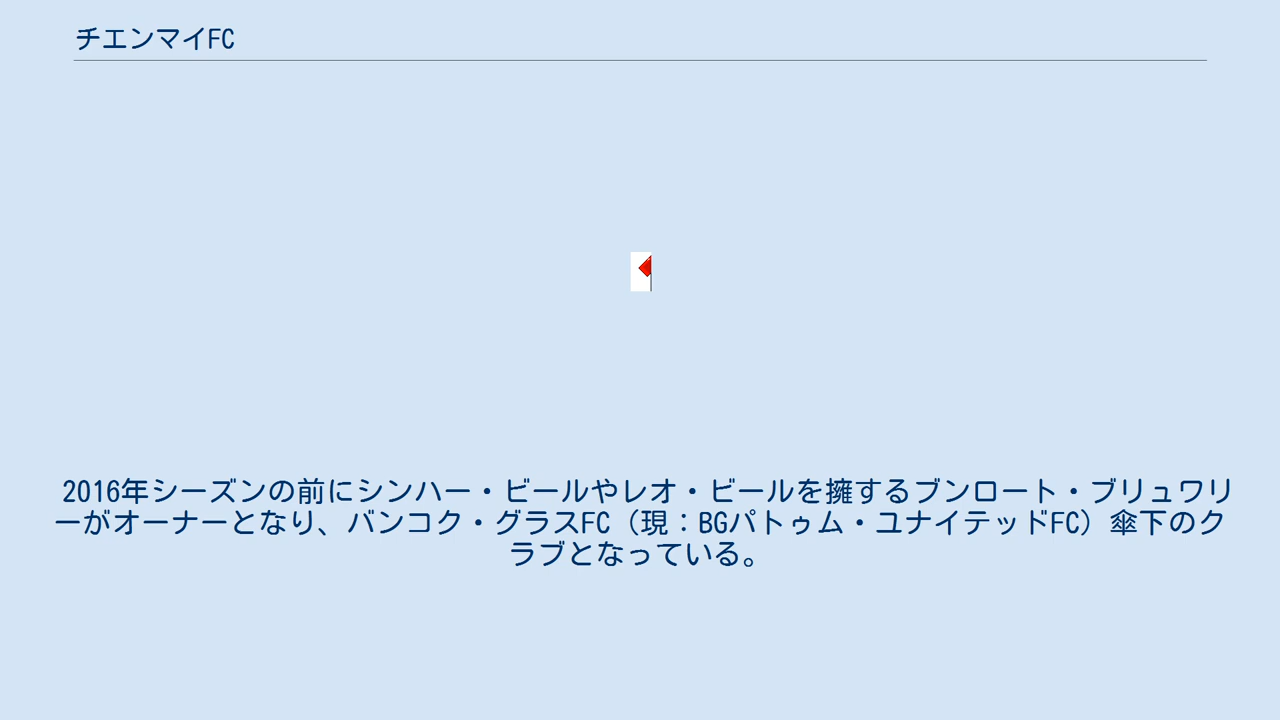 チエンマイFC
2016年シーズンの前にシンハー・ビールやレオ・ビールを擁するブンロート・ブリュワリ
ーがオーナーとなり、バンコク・グラスFC（現：BGパトゥム・ユナイテッドFC）傘下のク
ラブとなっている。